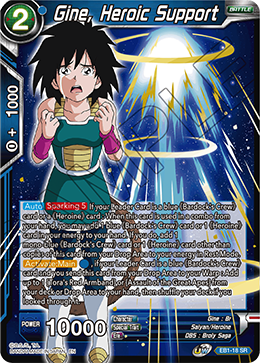 2
Gine, Heroic Support
BATTLE
0 + 1000
Auto Sparking 5 If your Leader Card is a blue ⟨Bardock's Crew⟩
card or a ⟨Heroine⟩ card: When this card is used in a combo from
your hand, you may add 1 blue ⟨Bardock's Crew⟩ card or 1 ⟨Heroine⟩
card in your energy to your hand. If you do, add 1
mono blue ⟨Bardock's Crew⟩ card or 1 ⟨Heroine⟩ card other than
copies of this card from your Drop Area to your energy in Rest Mode.
Activate Main if your Leader Card is a blue ⟨Bardock's Crew⟩
card and you send this card from your Drop Area to your Warp : Add
up to 1 {Tora's Red Armband} or {Assault of the Great Apes} from
your deck or Drop Area to your hand, then shuffle your deck if you
looked through it.
POWER
10000
Character Gine : Br
Special Trait Saiyan/Heroine
Era DBS : Broly Saga
EB1-18 SR